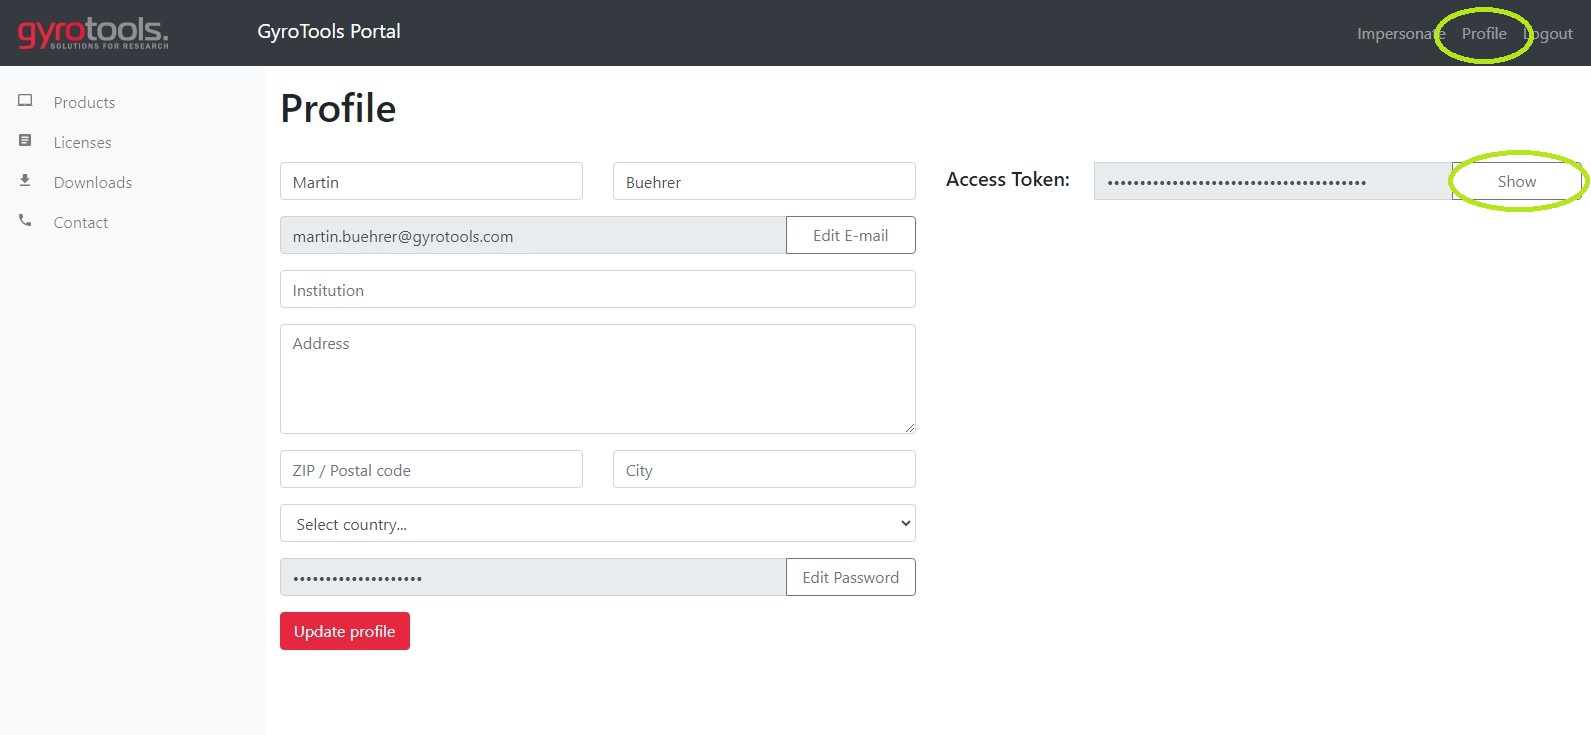 gyrotools.
SOLUTIONS FOR RESEARCH
GyroTools Portal
Impersonate Profile Logout
Products
Licenses
Downloads
Contact
Profile
Martin Buehrer
Access Token: •••••••••••••••••••••••••••••••••••••••• Show
martin.buehrer@gyrotools.com Edit E-mail
Institution
Address
ZIP / Postal code City
Select country...
•••••••••••••••••••• Edit Password
Update profile